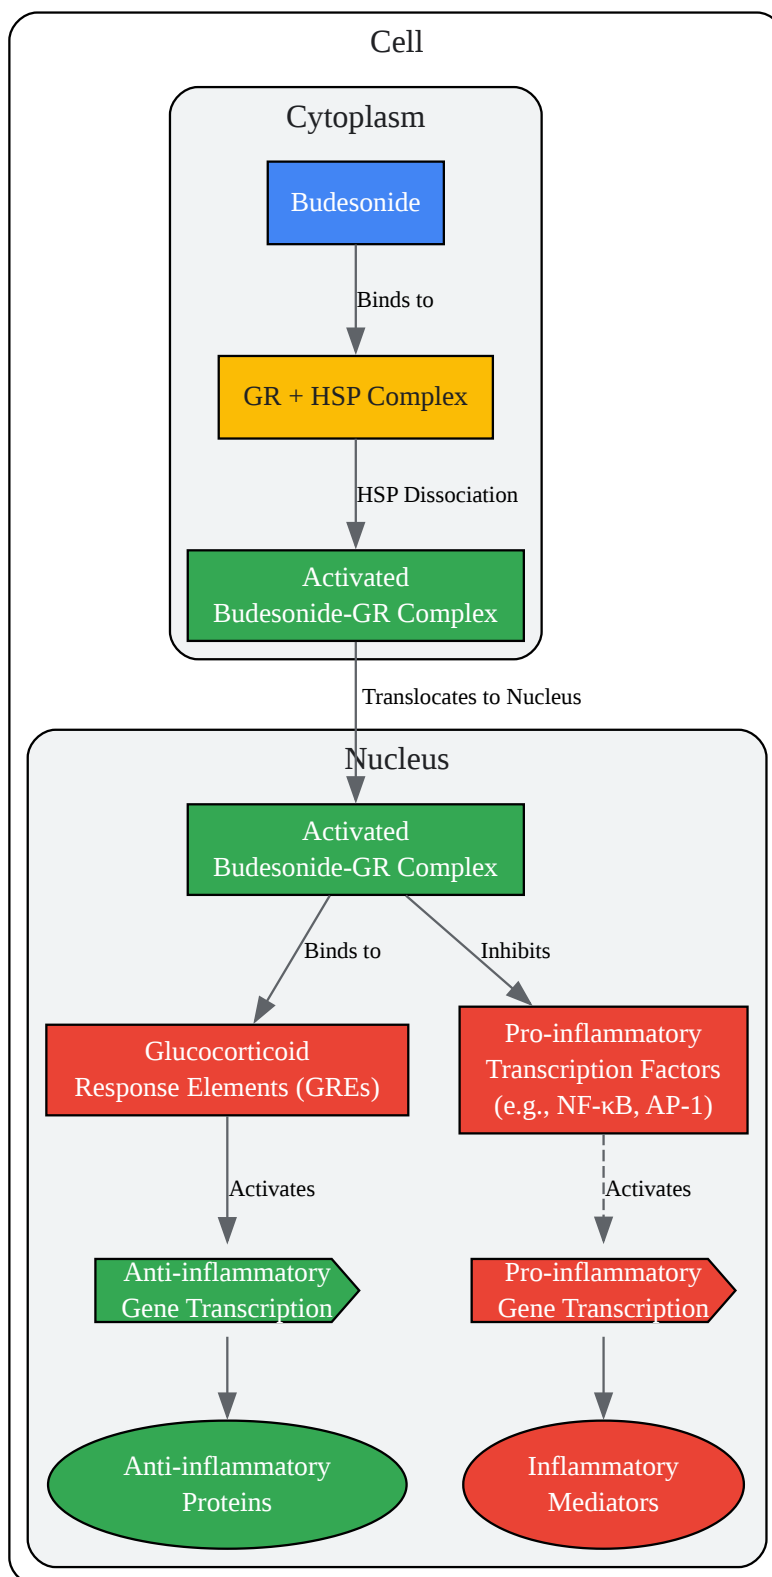 Cell
Cytoplasm
Budesonide
Binds to
GR + HSP Complex
HSP Dissociation
Activated
Budesonide-GR Complex
Translocates to Nucleus
Nucleus
Activated
Budesonide-GR Complex
Binds to
Inhibits
Glucocorticoid
Response Elements (GREs)
Pro-inflammatory
Transcription Factors
(e.g., NF-κB, AP-1)
Activates
Activates
Anti-inflammatory
Gene Transcription
Pro-inflammatory
Gene Transcription
Anti-inflammatory
Proteins
Inflammatory
Mediators